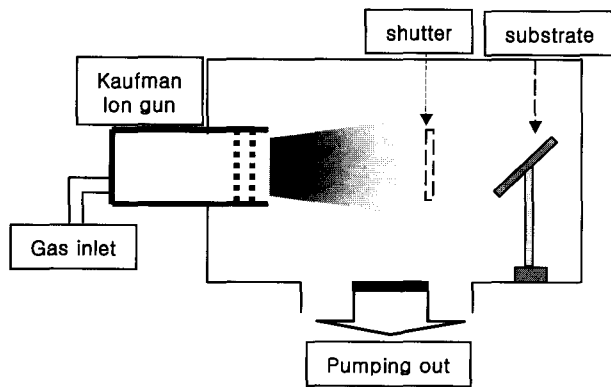 shutter
substrate
Kaufman
Ion gun
Gas inlet
Pumping out